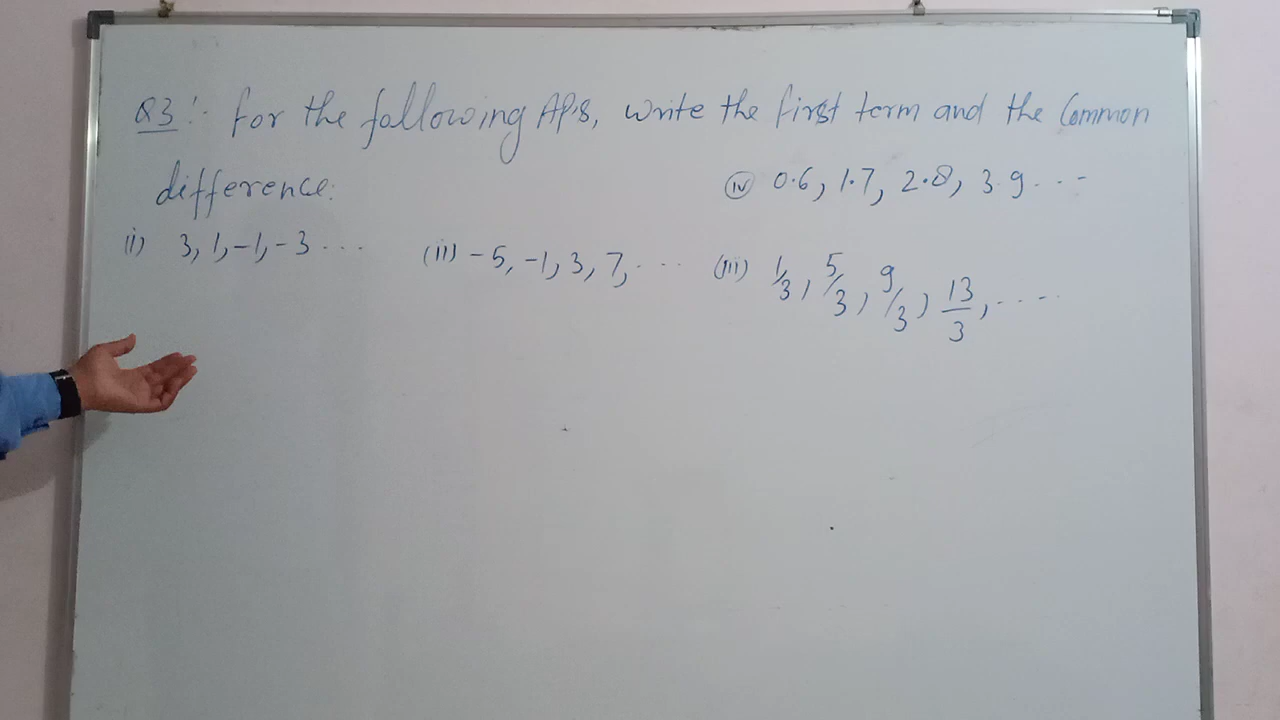 Q3:- For the following AP's, write the first term and the Common
difference:
(i) 3, 1, -1, -3 ...
(ii) -5, -1, 3, 7, ...
(iii) 1/3, 5/3, 9/3, 13/3, ....
(iv) 0.6, 1.7, 2.8, 3.9 ...